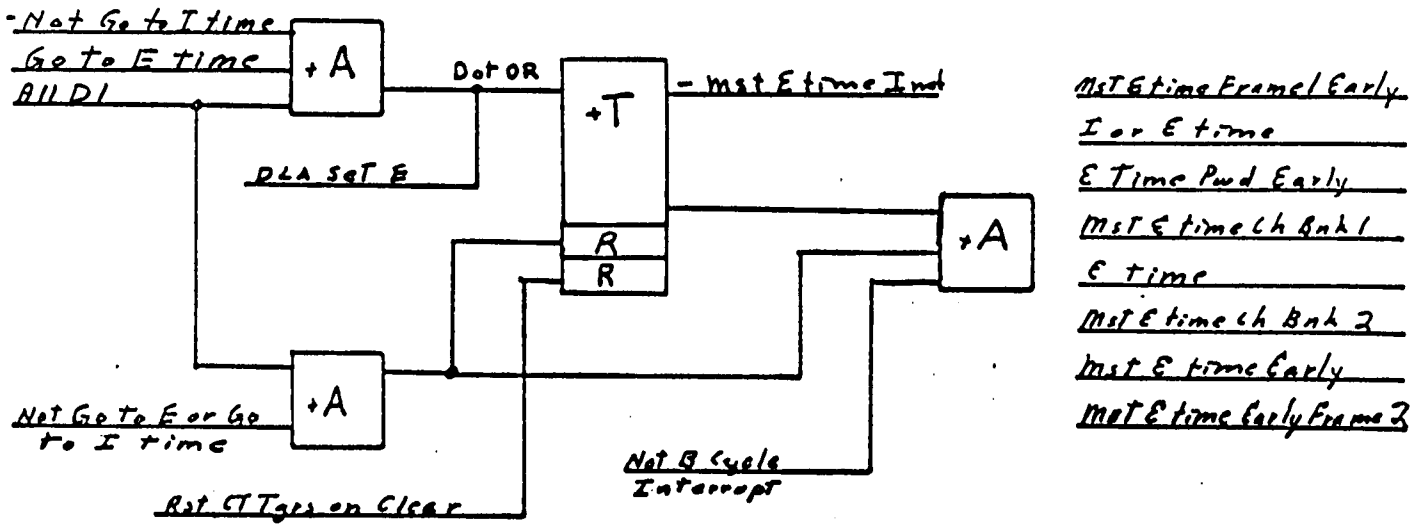 -Not Go to I time
Go to E time
All D1
+A
Dot OR
DLA Set E
+T
R
R
- Mst E time Inst
+A
Not Go to E or Go
to I time
+A
Rst CT Tgrs on Clear
Not B Cycle
Interrupt
Mst E time Frame1 Early
I or E time
E Time Pwd Early
Mst E time Ch Bnk 1
E time
Mst E time Ch Bnk 2
Mst E time Early
Mst E time Early Frame 2